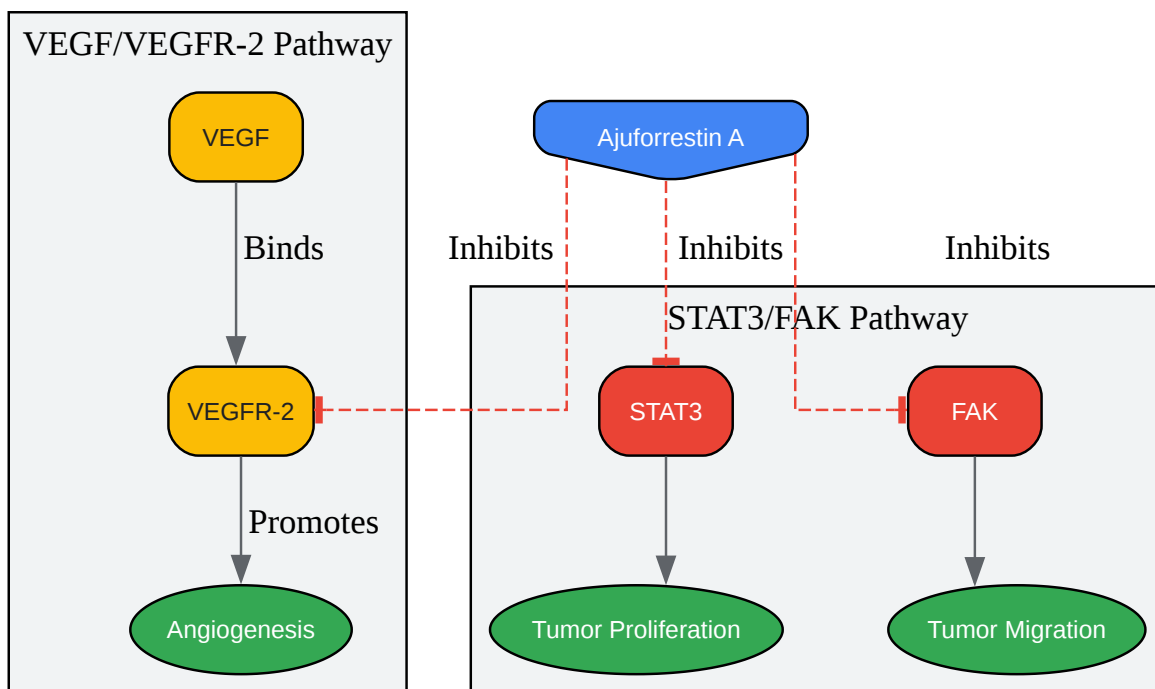 VEGF/VEGFR-2 Pathway
VEGF
Ajuforrestin A
Binds
Inhibits
Inhibits
Inhibits
STAT3/FAK Pathway
VEGFR-2
STAT3
FAK
Promotes
Angiogenesis
Tumor Proliferation
Tumor Migration